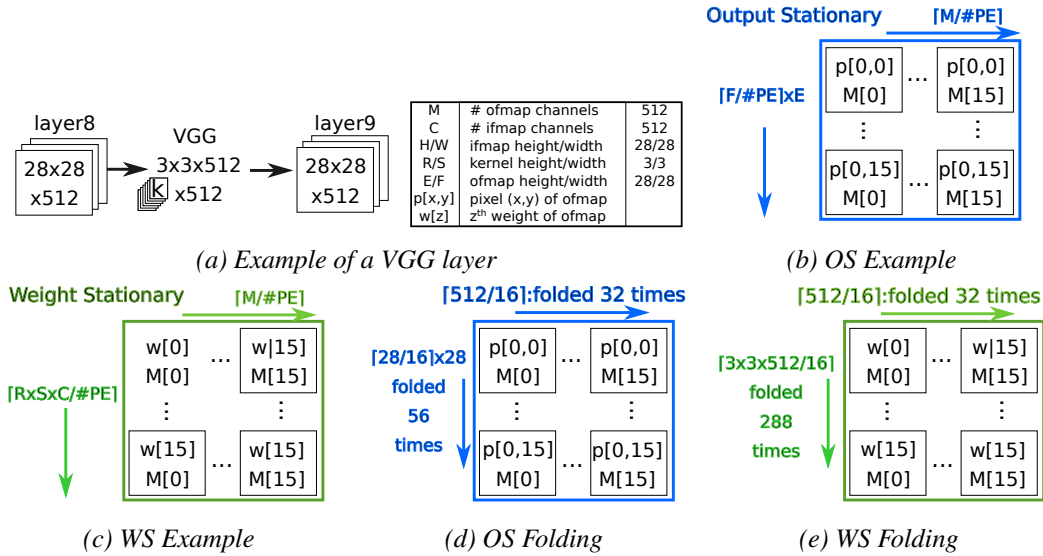 layer8
28x28
x512
VGG
3x3x512
K
x512
layer9
28x28
x512
M # ofmap channels 512
C # ifmap channels 512
H/W ifmap height/width 28/28
R/S kernel height/width 3/3
E/F ofmap height/width 28/28
p[x,y] pixel (x,y) of ofmap
w[z] zth weight of ofmap
(a) Example of a VGG layer
Output Stationary
⌈M/#PE⌉
⌈F/#PE⌉xE
p[0,0] ... p[0,0]
M[0] M[15]
⋮ ⋮
p[0,15] ... p[0,15]
M[0] M[15]
(b) OS Example
Weight Stationary
⌈M/#PE⌉
⌈RxSxC/#PE⌉
w[0] ... w|15]
M[0] M[15]
⋮ ⋮
w[15] ... w[15]
M[0] M[15]
(c) WS Example
⌈512/16⌉:folded 32 times
⌈28/16⌉x28
folded
56
times
p[0,0] ... p[0,0]
M[0] M[15]
⋮ ⋮
p[0,15] ... p[0,15]
M[0] M[15]
(d) OS Folding
⌈512/16⌉:folded 32 times
⌈3x3x512/16⌉
folded
288
times
w[0] ... w|15]
M[0] M[15]
⋮ ⋮
w[15] ... w[15]
M[0] M[15]
(e) WS Folding